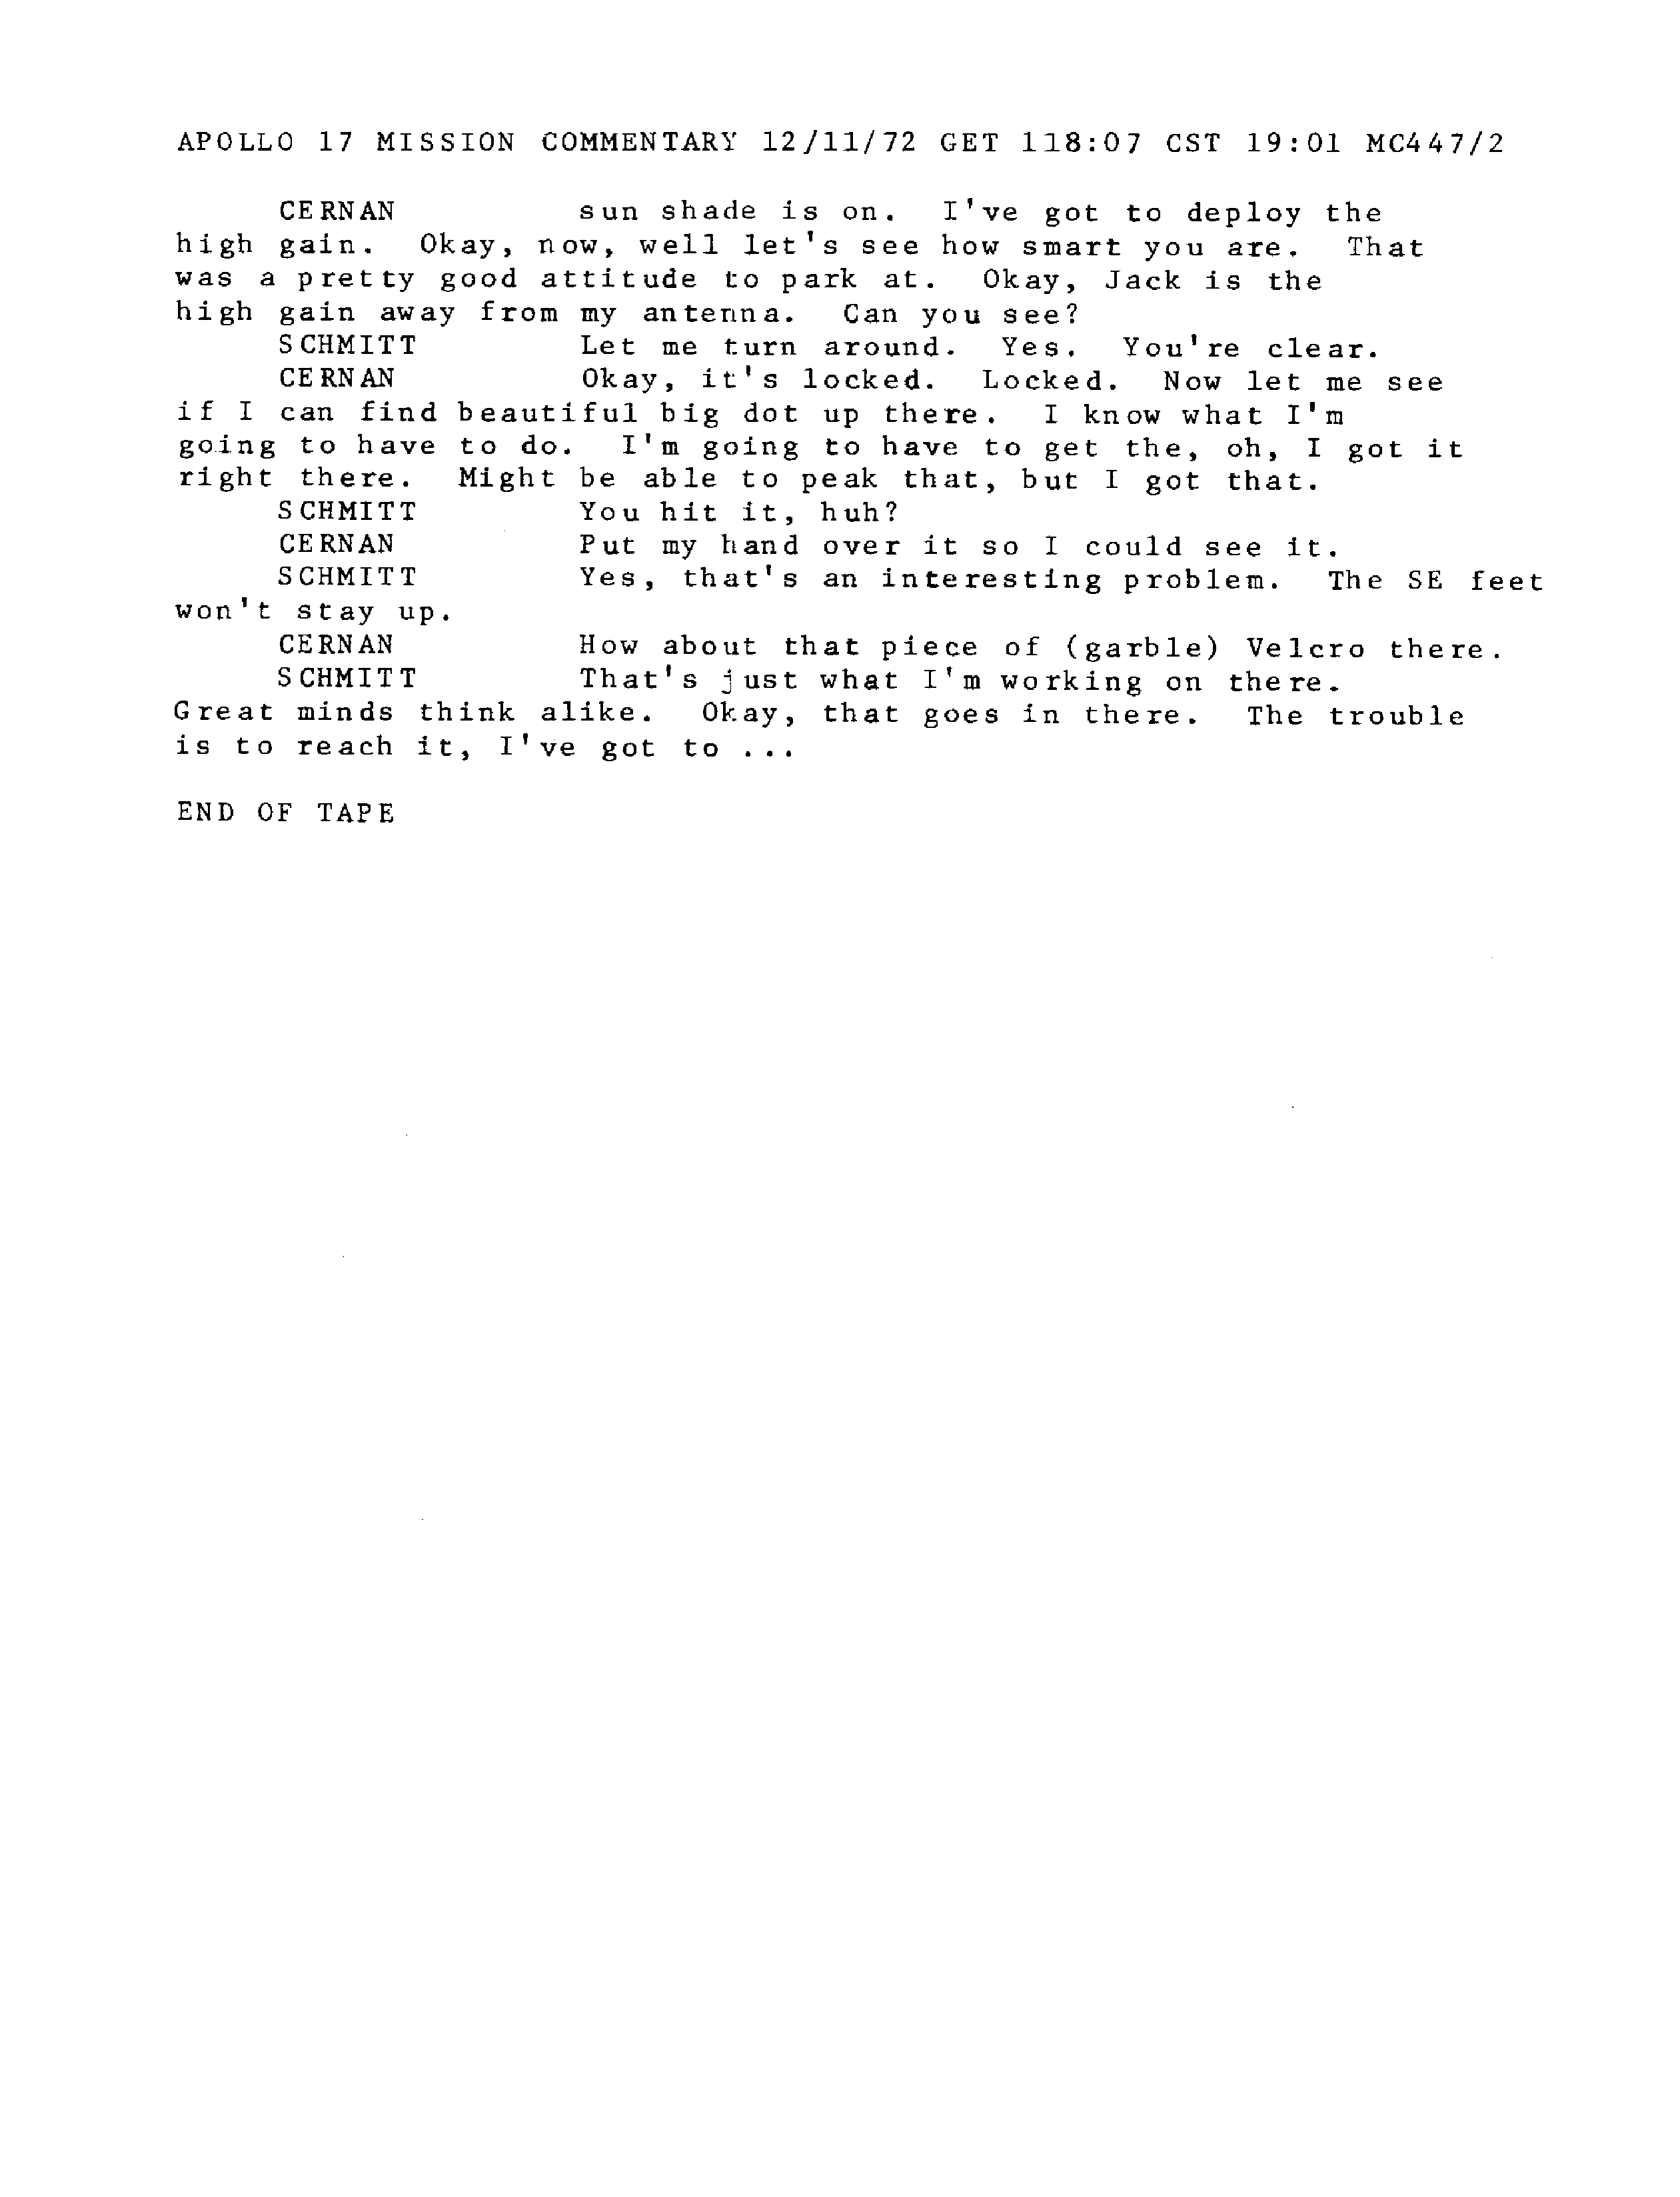 APOLLO 17 MISSION COMMENTARY 12/11/72 GET 118:07 CST 19:01 MC447/2
CERNAN sun shade is on. I've got to deploy the
high gain. Okay, now, well let's see how smart you are. That
was a pretty good attitude to park at. Okay, Jack is the
high gain away from my antenna. Can you see?
SCHMITT Let me turn around. Yes. You're clear.
CERNAN Okay, it's locked. Locked. Now let me see
if I can find beautiful big dot up there. I know what I'm
going to have to do. I'm going to have to get the, oh, I got it
right there. Might be able to peak that, but I got that.
SCHMITT You hit it, huh?
CERNAN Put my hand over it so I could see it.
SCHMITT Yes, that's an interesting problem. The SE feet
won't stay up.
CERNAN How about that piece of (garble) Velcro there.
SCHMITT That's just what I'm working on there.
Great minds think alike. Okay, that goes in there. The trouble
is to reach it, I've got to ...
END OF TAPE